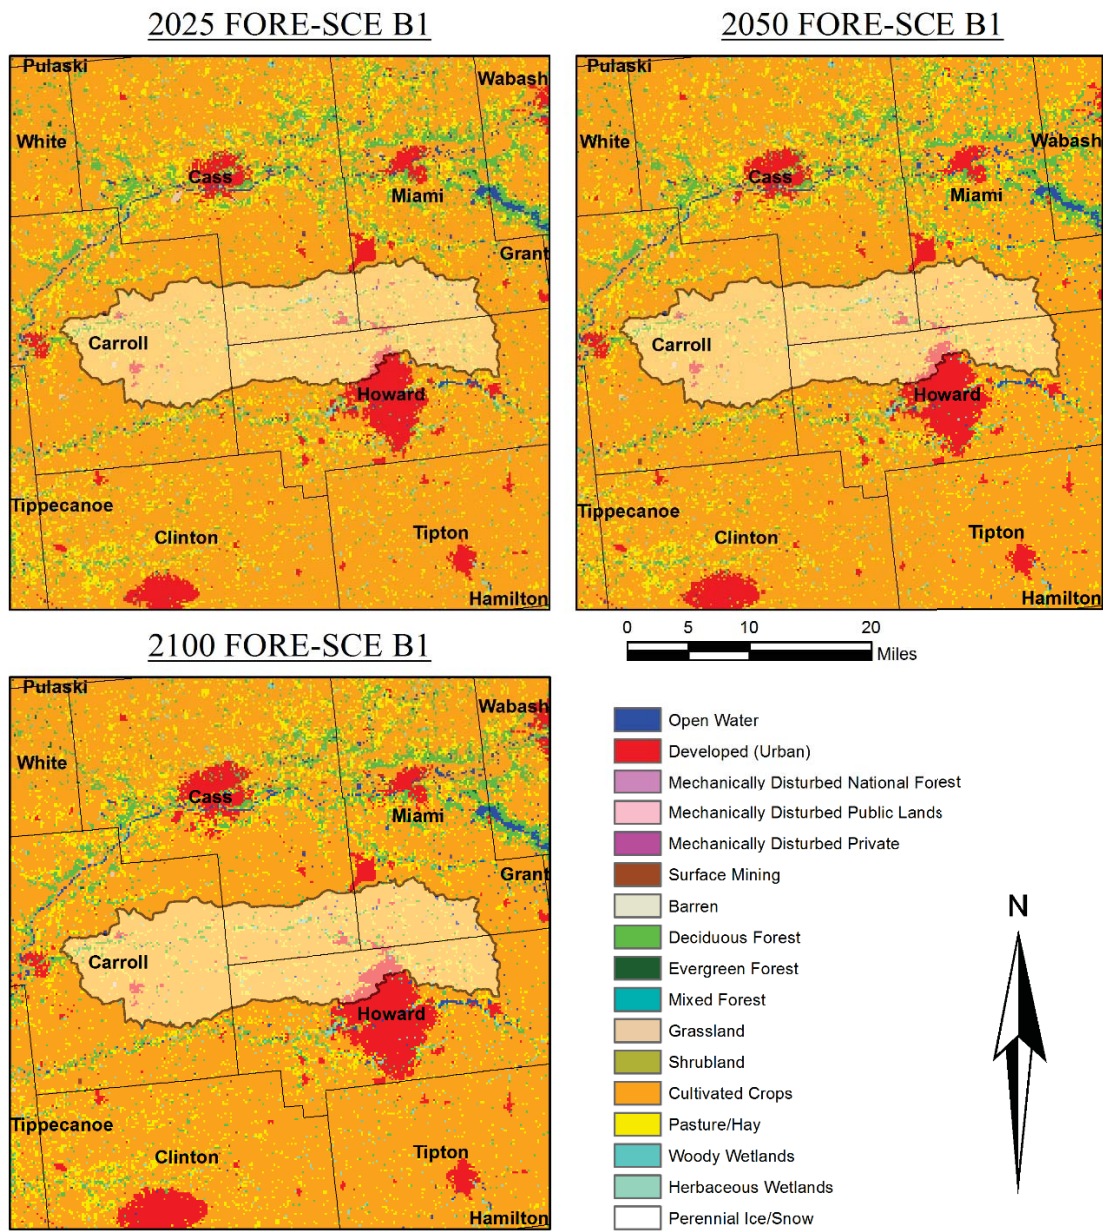 2025 FORE-SCE B1
2050 FORE-SCE B1
Pulaski
Wabash
White
Cass
Miami
Grant
Carroll
Howard
Tippecanoe
Clinton
Tipton
Hamilton
Pulaski
White
Wabash
Cass
Miami
Grant
Carroll
Howard
Tippecanoe
Clinton
Tipton
Hamilton
2100 FORE-SCE B1
0 5 10 20
Miles
Pulaski
Wabash
White
Cass
Miami
Grant
Carroll
Howard
Tippecanoe
Clinton
Tipton
Hamilton
Open Water
Developed (Urban)
Mechanically Disturbed National Forest
Mechanically Disturbed Public Lands
Mechanically Disturbed Private
Surface Mining
Barren
Deciduous Forest
Evergreen Forest
Mixed Forest
Grassland
Shrubland
Cultivated Crops
Pasture/Hay
Woody Wetlands
Herbaceous Wetlands
Perennial Ice/Snow
N